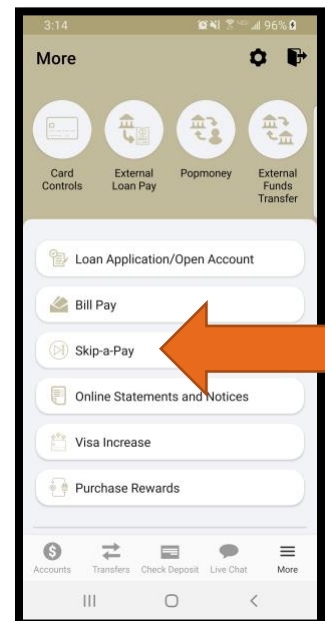 3:14
96%
More
Card
Controls
External
Loan Pay
Popmoney
External
Funds
Transfer
Loan Application/Open Account
Bill Pay
Skip-a-Pay
Online Statements and Notices
Visa Increase
Purchase Rewards
Accounts
Transfers
Check Deposit
Live Chat
More